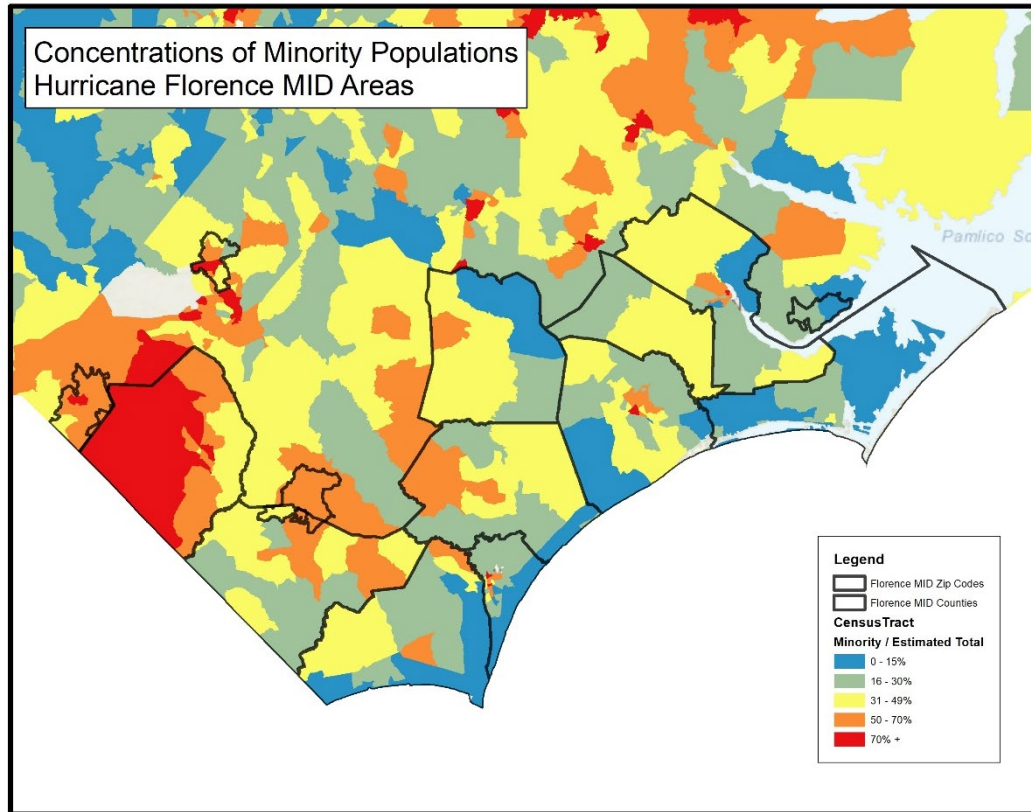 Concentrations of Minority Populations
Hurricane Florence MID Areas
Pamlico So
Legend
Florence MID Zip Codes
Florence MID Counties
CensusTract
Minority / Estimated Total
0 - 15%
16 - 30%
31 - 49%
50 - 70%
70% +